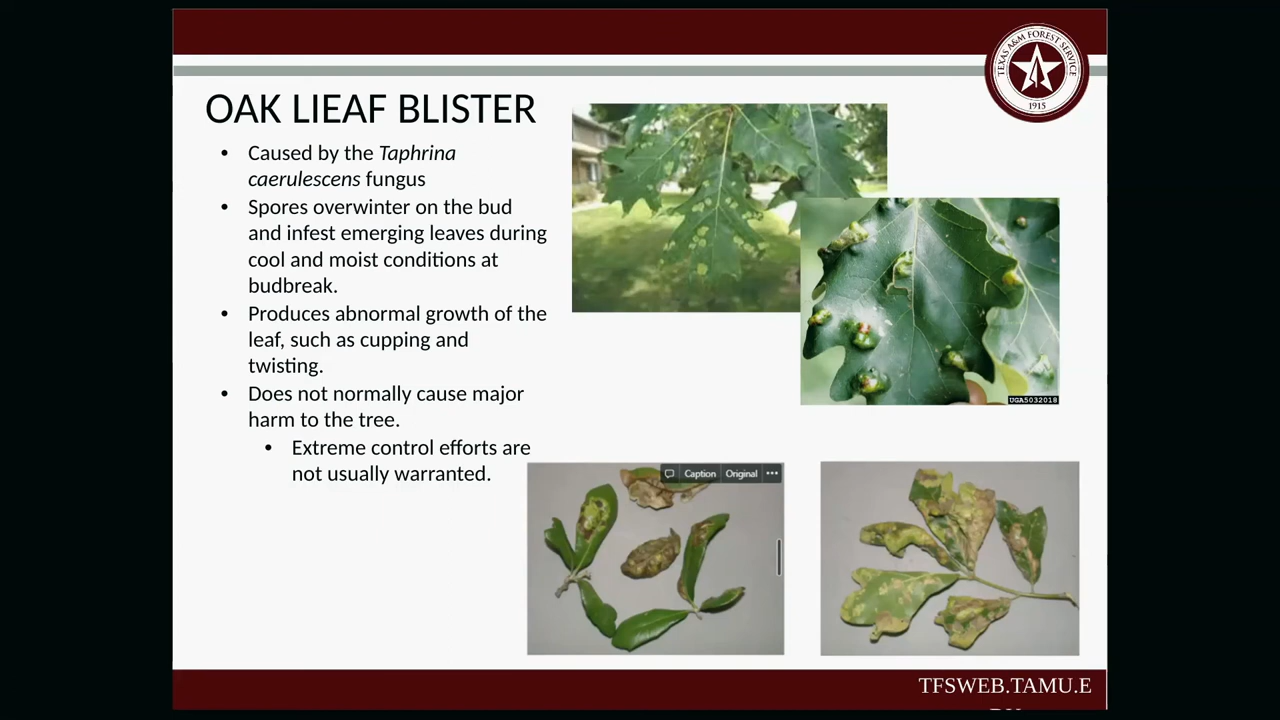 TEXAS A&M FOREST SERVICE
1915
OAK LIEAF BLISTER
• Caused by the Taphrina
caerulescens fungus
• Spores overwinter on the bud
and infest emerging leaves during
cool and moist conditions at
budbreak.
• Produces abnormal growth of the
leaf, such as cupping and
twisting.
• Does not normally cause major
harm to the tree.
• Extreme control efforts are
not usually warranted.
UGA5032018
Caption Original •••
TFSWEB.TAMU.E